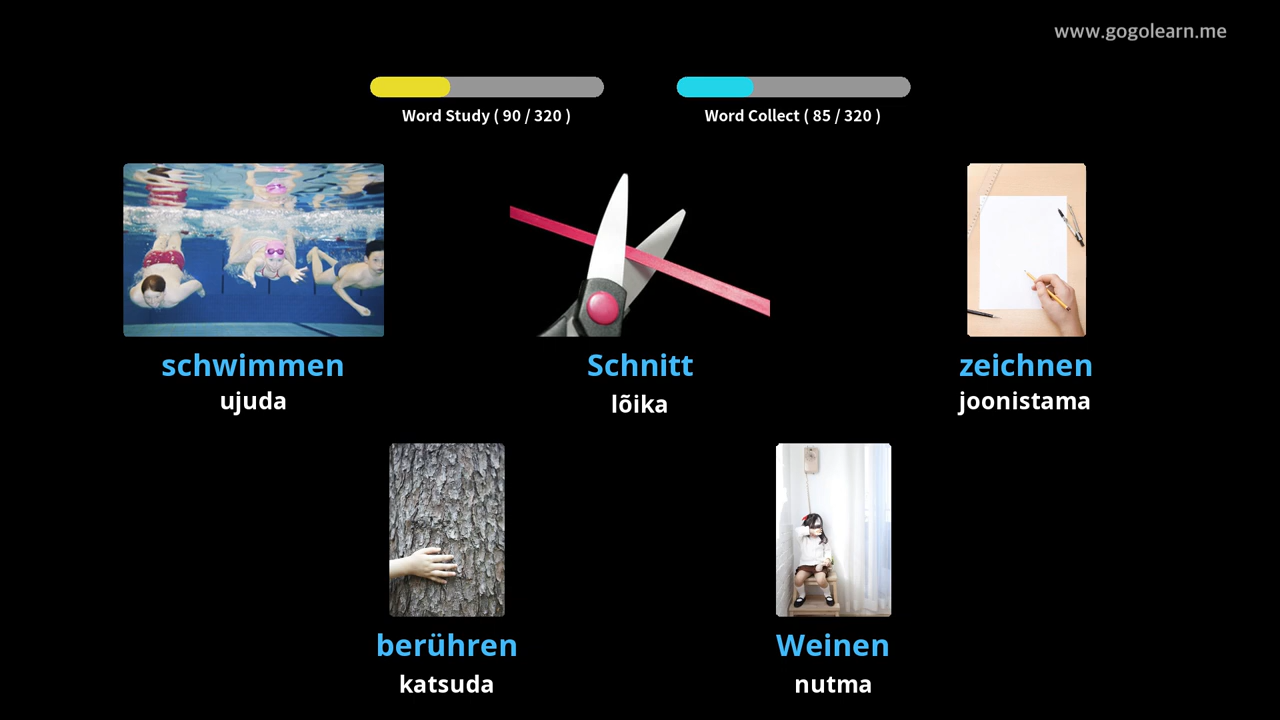 www.gogolearn.me
Word Study ( 90 / 320 )
Word Collect ( 85 / 320 )
schwimmen
ujuda
Schnitt
lõika
zeichnen
joonistama
berühren
katsuda
Weinen
nutma